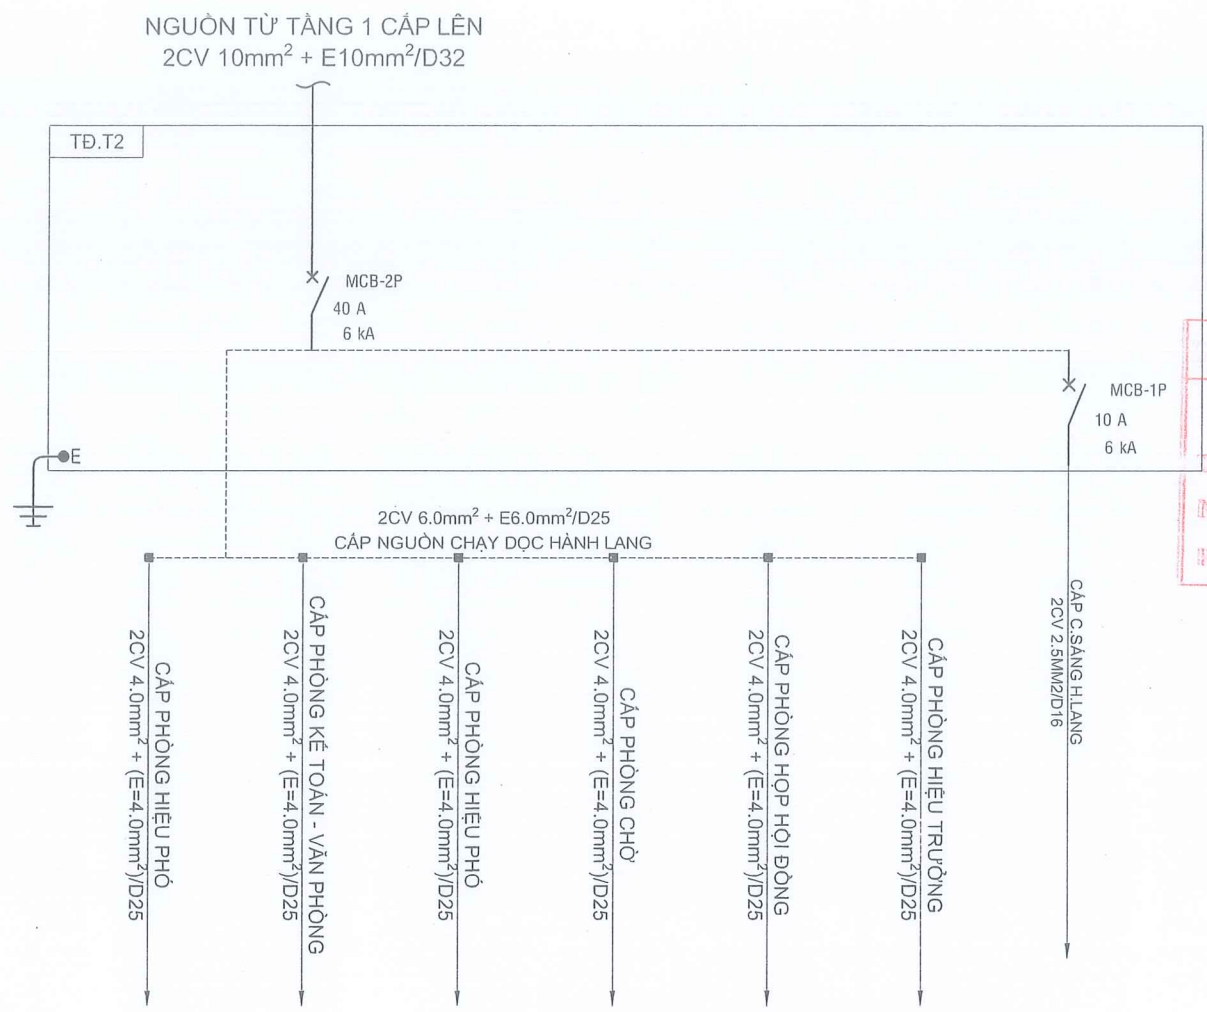 NGUỒN TỪ TẦNG 1 CẤP LÊN
2CV 10mm² + E10mm²/D32
TĐ.T2
MCB-2P
40 A
6 kA
MCB-1P
10 A
6 kA
E
2CV 6.0mm² + E6.0mm²/D25
CẤP NGUỒN CHẠY DỌC HÀNH LANG
CẤP PHÒNG HIỆU PHÓ
2CV 4.0mm² + (E=4.0mm²)/D25
CẤP PHÒNG KẾ TOÁN - VĂN PHÒNG
2CV 4.0mm² + (E=4.0mm²)/D25
CẤP PHÒNG HIỆU PHÓ
2CV 4.0mm² + (E=4.0mm²)/D25
CẤP PHÒNG CHỜ
2CV 4.0mm² + (E=4.0mm²)/D25
CẤP PHÒNG HỌP HỘI ĐỒNG
2CV 4.0mm² + (E=4.0mm²)/D25
CẤP PHÒNG HIỆU TRƯỞNG
2CV 4.0mm² + (E=4.0mm²)/D25
CẤP C.SÁNG H.LANG
2CV 2.5MM2/D16